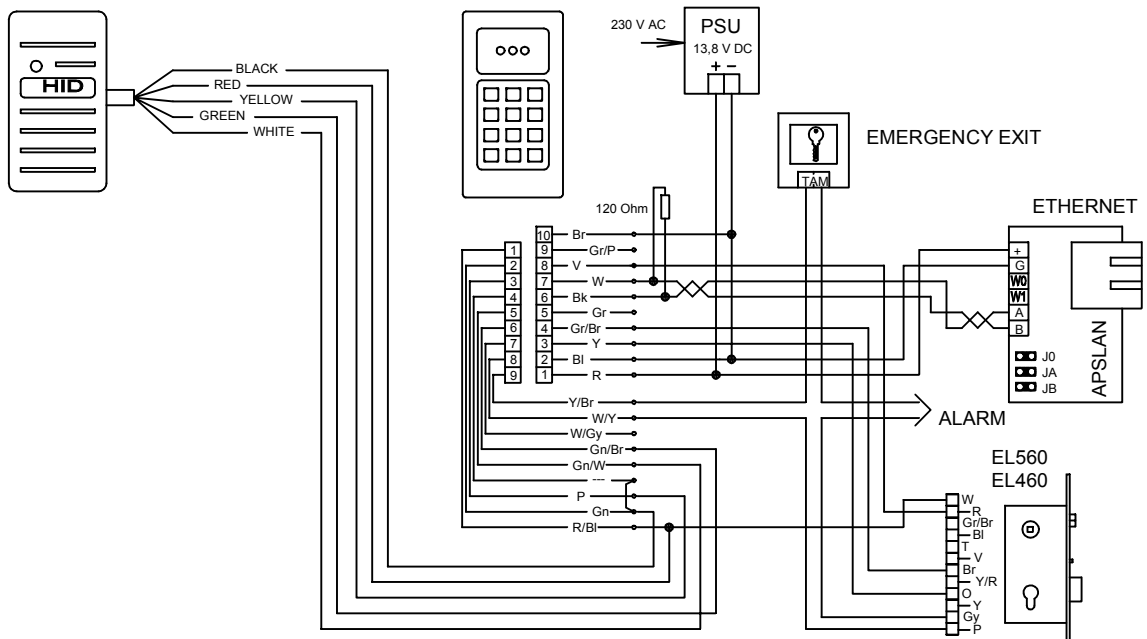 HID
BLACK
RED
YELLOW
GREEN
WHITE
230 V AC
PSU
13,8 V DC
+ −
TAM
EMERGENCY EXIT
120 Ohm
1
2
3
4
5
6
7
8
9
10 Br
9 Gr/P
8 V
7 W
6 Bk
5 Gr
4 Gr/Br
3 Y
2 Bl
1 R
Y/Br
W/Y
W/Gy
Gn/Br
Gn/W
---
P
Gn
R/Bl
ETHERNET
+
G
W0
W1
A
B
J0
JA
JB
APSLAN
ALARM
EL560
EL460
W
R
Gr/Br
Bl
T
V
Br
Y/R
O
Y
Gy
P